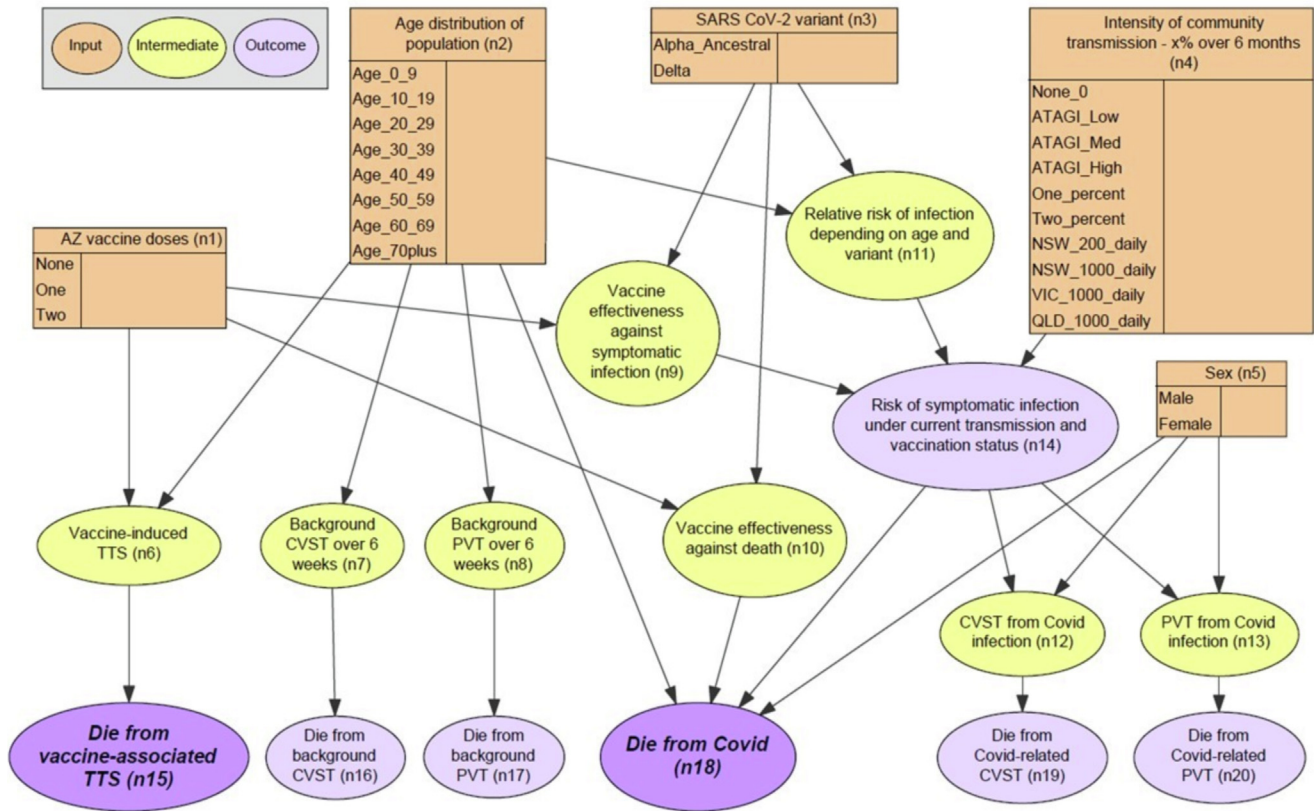 Input
Intermediate
Outcome
Age distribution of
population (n2)
Age_0_9
Age_10_19
Age_20_29
Age_30_39
Age_40_49
Age_50_59
Age_60_69
Age_70plus
SARS CoV-2 variant (n3)
Alpha_Ancestral
Delta
Intensity of community
transmission - x% over 6 months
(n4)
None_0
ATAGI_Low
ATAGI_Med
ATAGI_High
One_percent
Two_percent
NSW_200_daily
NSW_1000_daily
VIC_1000_daily
QLD_1000_daily
AZ vaccine doses (n1)
None
One
Two
Relative risk of infection
depending on age and
variant (n11)
Vaccine
effectiveness
against
symptomatic
infection (n9)
Sex (n5)
Male
Female
Risk of symptomatic infection
under current transmission and
vaccination status (n14)
Vaccine-induced
TTS (n6)
Background
CVST over 6
weeks (n7)
Background
PVT over 6
weeks (n8)
Vaccine effectiveness
against death (n10)
CVST from Covid
infection (n12)
PVT from Covid
infection (n13)
Die from
vaccine-associated
TTS (n15)
Die from
background
CVST (n16)
Die from
background
PVT (n17)
Die from Covid
(n18)
Die from
Covid-related
CVST (n19)
Die from
Covid-related
PVT (n20)